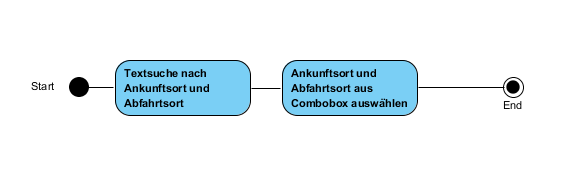 Start
Textsuche nach
Ankunftsort und
Abfahrtsort
Ankunftsort und
Abfahrtsort aus
Combobox auswählen
End